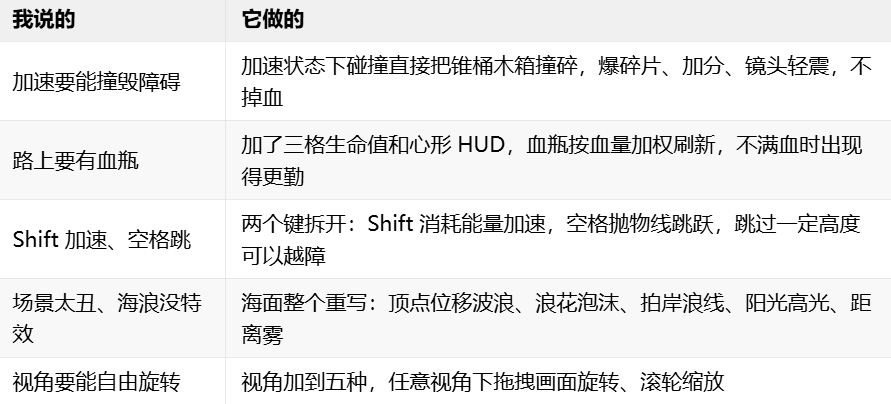 我说的 它做的
加速要能撞毁障碍 加速状态下碰撞直接把锥桶木箱撞碎，爆碎片、加分、镜头轻震，不
掉血
路上要有血瓶 加了三格生命值和心形 HUD，血瓶按血量加权刷新，不满血时出现
得更勤
Shift 加速、空格跳 两个键拆开：Shift 消耗能量加速，空格抛物线跳跃，跳过一定高度
可以越障
场景太丑、海浪没特
效
海面整个重写：顶点位移波浪、浪花泡沫、拍岸浪线、阳光高光、距
离雾
视角要能自由旋转 视角加到五种，任意视角下拖拽画面旋转、滚轮缩放